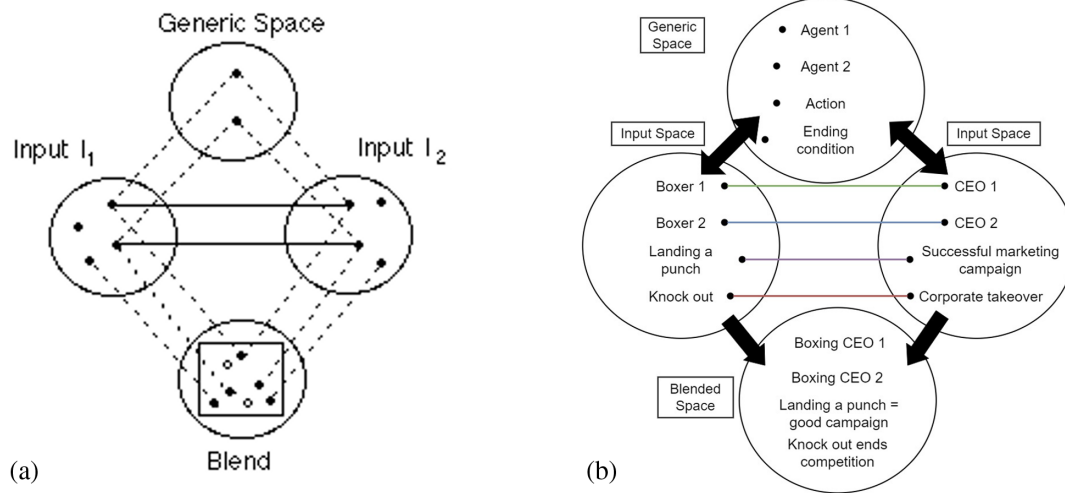 Generic Space
Input I1
Input I2
Blend
(a)
Generic
Space
Agent 1
Agent 2
Action
Ending
condition
Input Space
Input Space
Boxer 1
Boxer 2
Landing a
punch
Knock out
CEO 1
CEO 2
Successful marketing
campaign
Corporate takeover
Blended
Space
Boxing CEO 1
Boxing CEO 2
Landing a punch =
good campaign
Knock out ends
competition
(b)